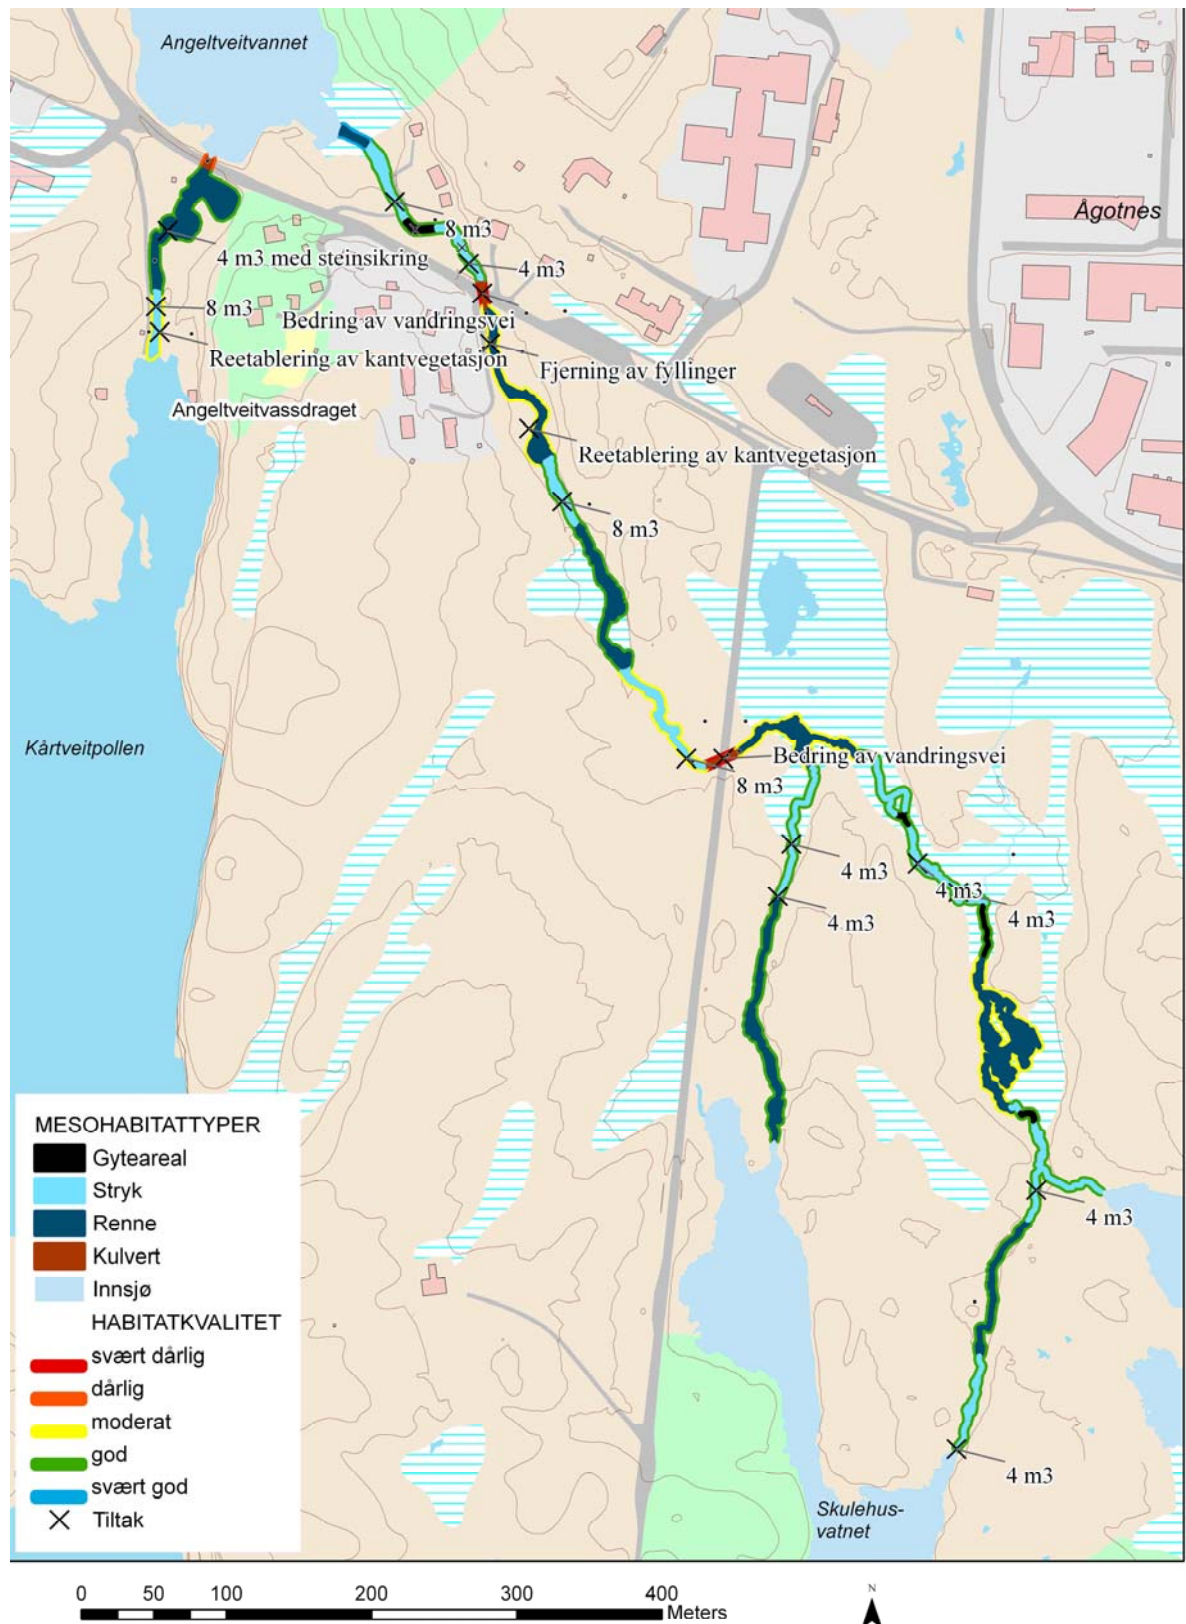 Angeltveitvannet
Ågotnes
8 m3
4 m3 med steinsikring
4 m3
8 m3
Bedring av vandringsvei
Reetablering av kantvegetasjon
Fjerning av fyllinger
Angeltveitvassdraget
Reetablering av kantvegetasjon
8 m3
Kårtveitpollen
Bedring av vandringsvei
8 m3
4 m3
4 m3
4 m3
4 m3
MESOHABITATTYPER
Gyteareal
Stryk
Renne
Kulvert
Innsjø
HABITATKVALITET
svært dårlig
dårlig
moderat
god
svært god
Tiltak
4 m3
4 m3
Skulehus-
vatnet
0 50 100 200 300 400
Meters
N